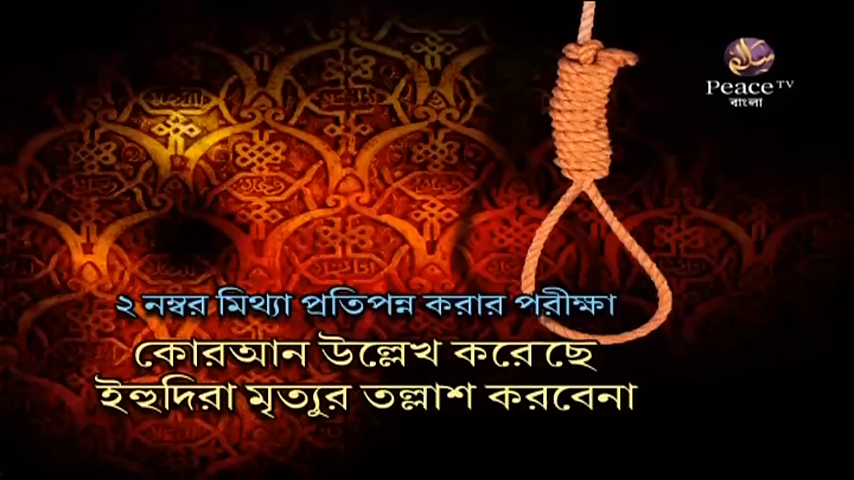 Peace TV
বাংলা
২ নম্বর মিথ্যা প্রতিপন্ন করার পরীক্ষা
কোরআন উল্লেখ করেছে
ইহুদিরা মৃত্যুর তল্লাশ করবেনা